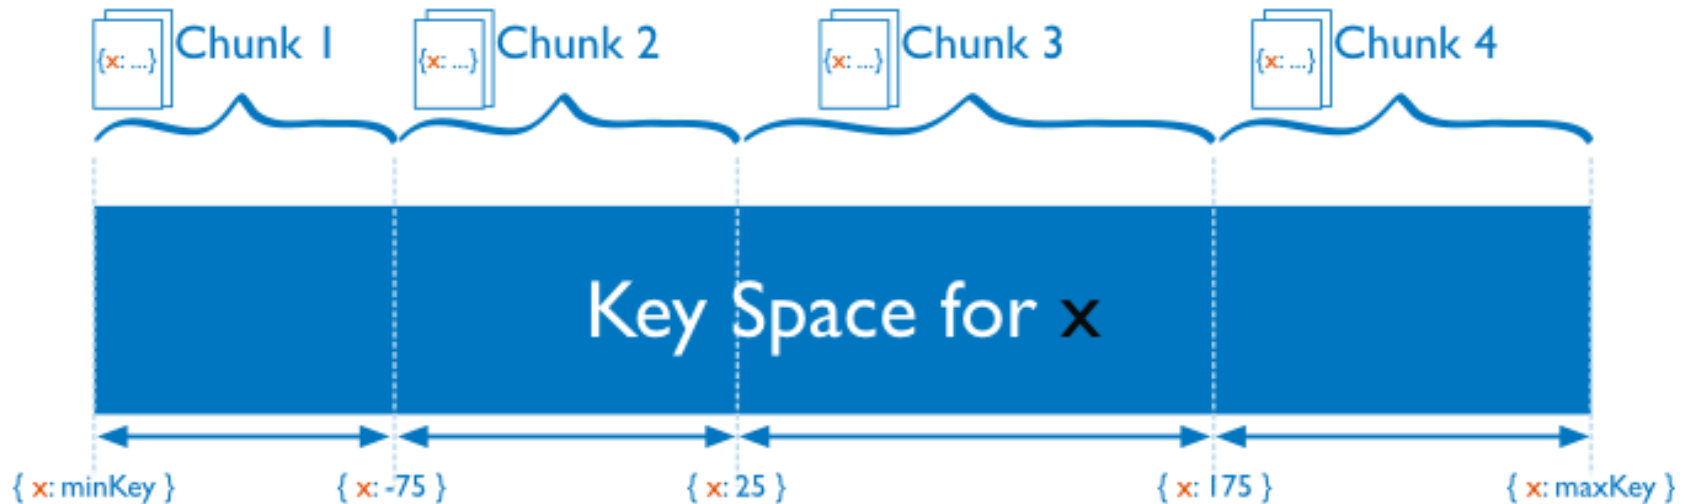 {x: ...} Chunk 1
{x: ...} Chunk 2
{x: ...} Chunk 3
{x: ...} Chunk 4
Key Space for x
{ x: minKey }
{ x: -75 }
{ x: 25 }
{ x: 175 }
{ x: maxKey }